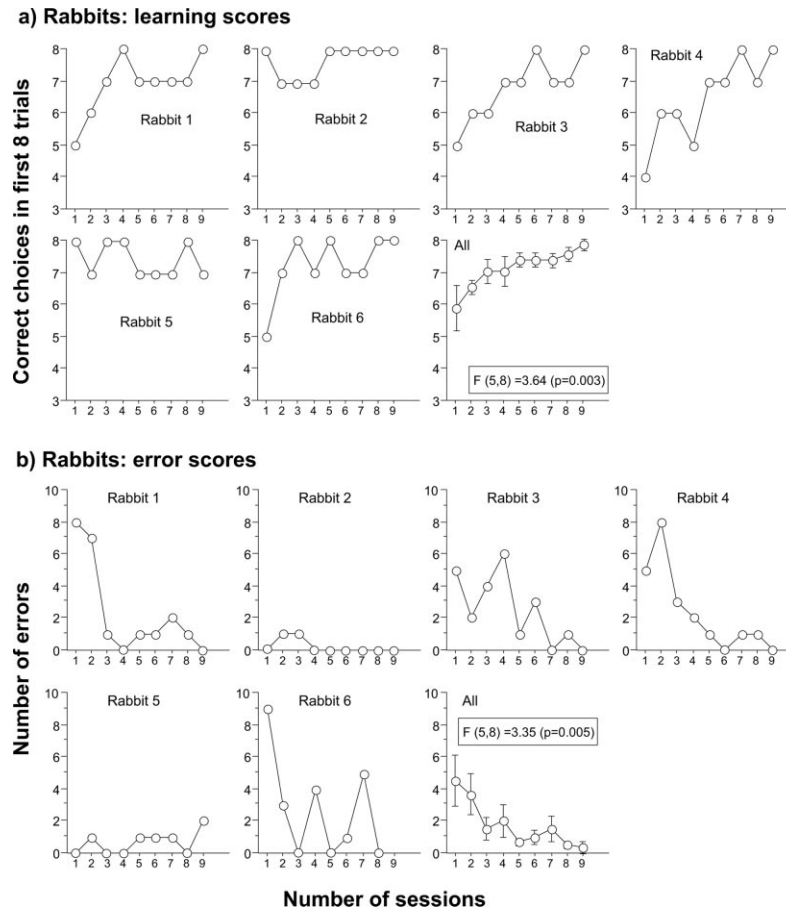 a) Rabbits: learning scores
Correct choices in first 8 trials
8
7
6
5
4
3
1 2 3 4 5 6 7 8 9
Rabbit 1
8
7
6
5
4
3
1 2 3 4 5 6 7 8 9
Rabbit 2
8
7
6
5
4
3
1 2 3 4 5 6 7 8 9
Rabbit 3
8
7
6
5
4
3
1 2 3 4 5 6 7 8 9
Rabbit 4
8
7
6
5
4
3
1 2 3 4 5 6 7 8 9
Rabbit 5
8
7
6
5
4
3
1 2 3 4 5 6 7 8 9
Rabbit 6
8
7
6
5
4
3
1 2 3 4 5 6 7 8 9
All
F (5,8) =3.64 (p=0.003)
b) Rabbits: error scores
Number of errors
Rabbit 1
10
8
6
4
2
0
1 2 3 4 5 6 7 8 9
Rabbit 2
10
8
6
4
2
0
1 2 3 4 5 6 7 8 9
Rabbit 3
10
8
6
4
2
0
1 2 3 4 5 6 7 8 9
Rabbit 4
10
8
6
4
2
0
1 2 3 4 5 6 7 8 9
Rabbit 5
10
8
6
4
2
0
1 2 3 4 5 6 7 8 9
Rabbit 6
10
8
6
4
2
0
1 2 3 4 5 6 7 8 9
All
F (5,8) =3.35 (p=0.005)
10
8
6
4
2
0
1 2 3 4 5 6 7 8 9
Number of sessions